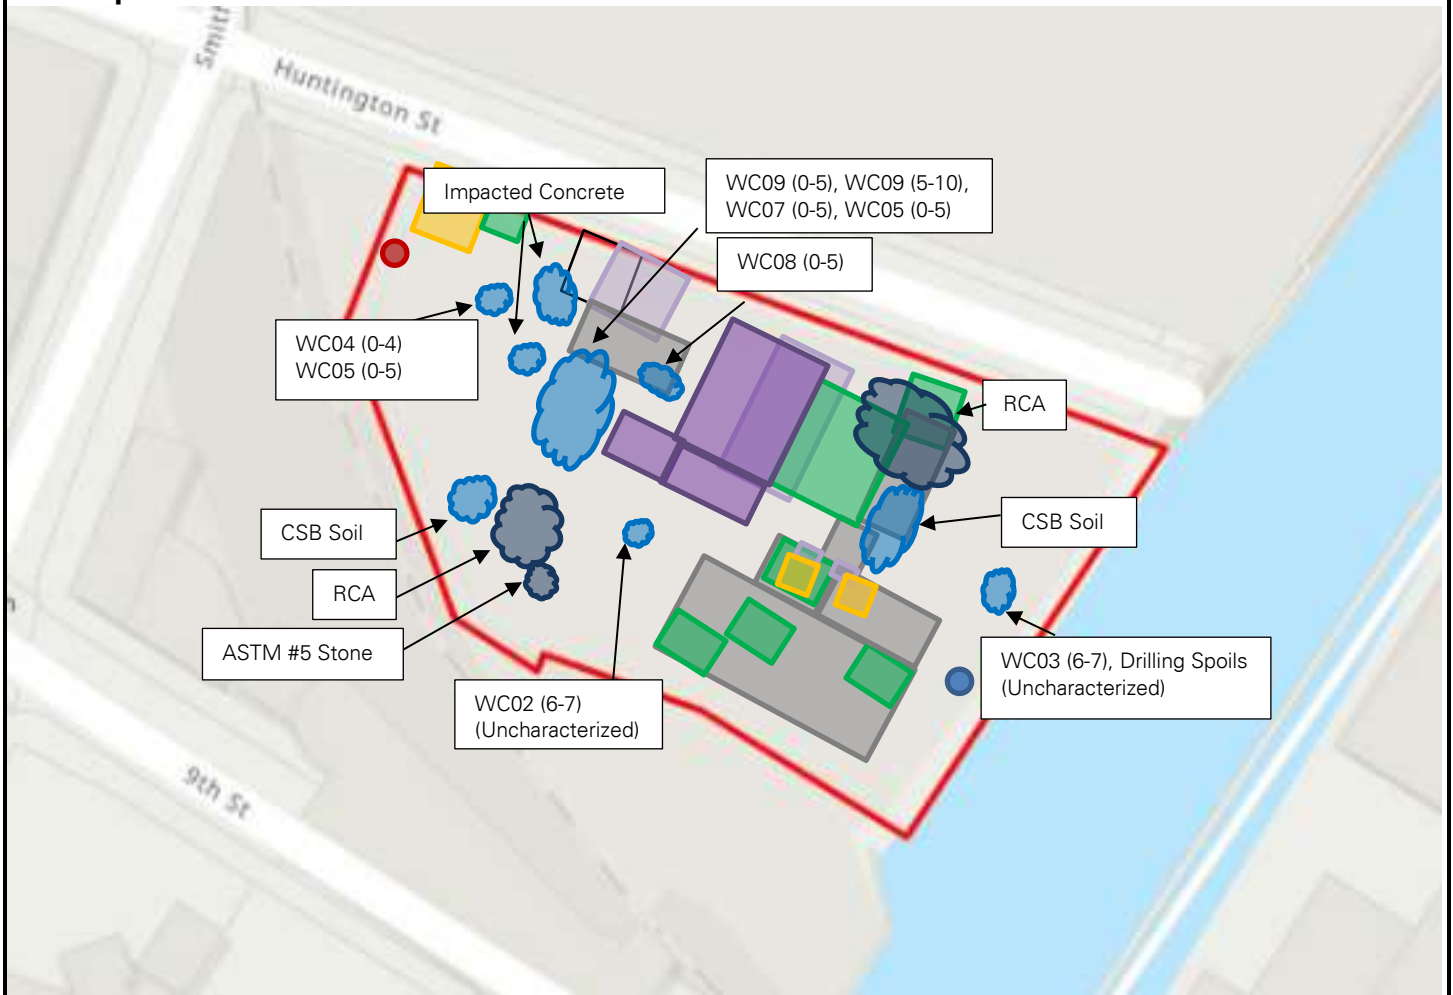 Smith
Huntington St
Impacted Concrete
WC09 (0-5), WC09 (5-10),
WC07 (0-5), WC05 (0-5)
WC08 (0-5)
WC04 (0-4)
WC05 (0-5)
RCA
CSB Soil
CSB Soil
RCA
ASTM #5 Stone
WC02 (6-7)
(Uncharacterized)
WC03 (6-7), Drilling Spoils
(Uncharacterized)
9th St